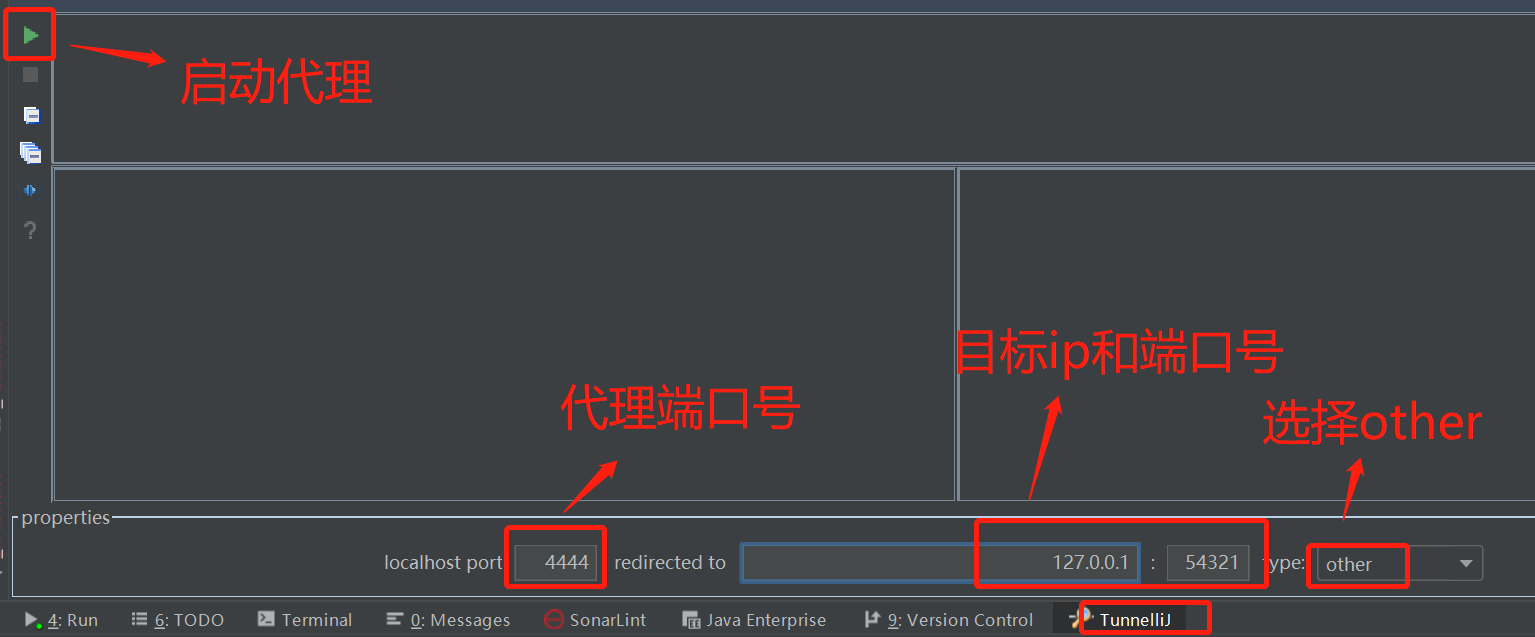 启动代理
目标ip和端口号
代理端口号
选择other
properties
localhost port 4444 redirected to 127.0.0.1 : 54321 type: other
4: Run 6: TODO Terminal 0: Messages SonarLint Java Enterprise 9: Version Control TunnelliJ